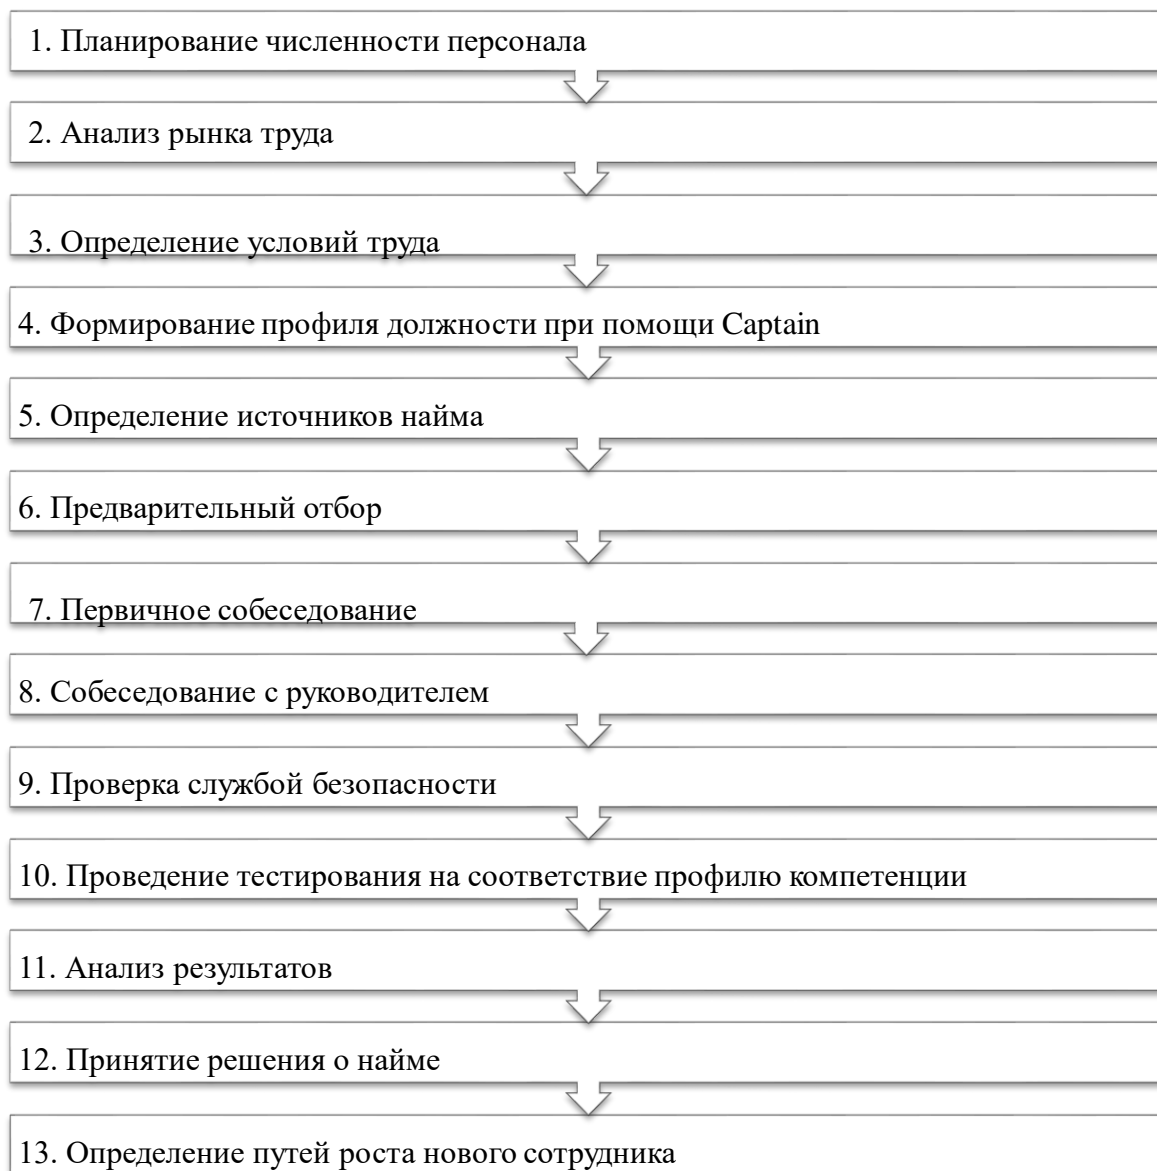 1. Планирование численности персонала
2. Анализ рынка труда
3. Определение условий труда
4. Формирование профиля должности при помощи Captain
5. Определение источников найма
6. Предварительный отбор
7. Первичное собеседование
8. Собеседование с руководителем
9. Проверка службой безопасности
10. Проведение тестирования на соответствие профилю компетенции
11. Анализ результатов
12. Принятие решения о найме
13. Определение путей роста нового сотрудника